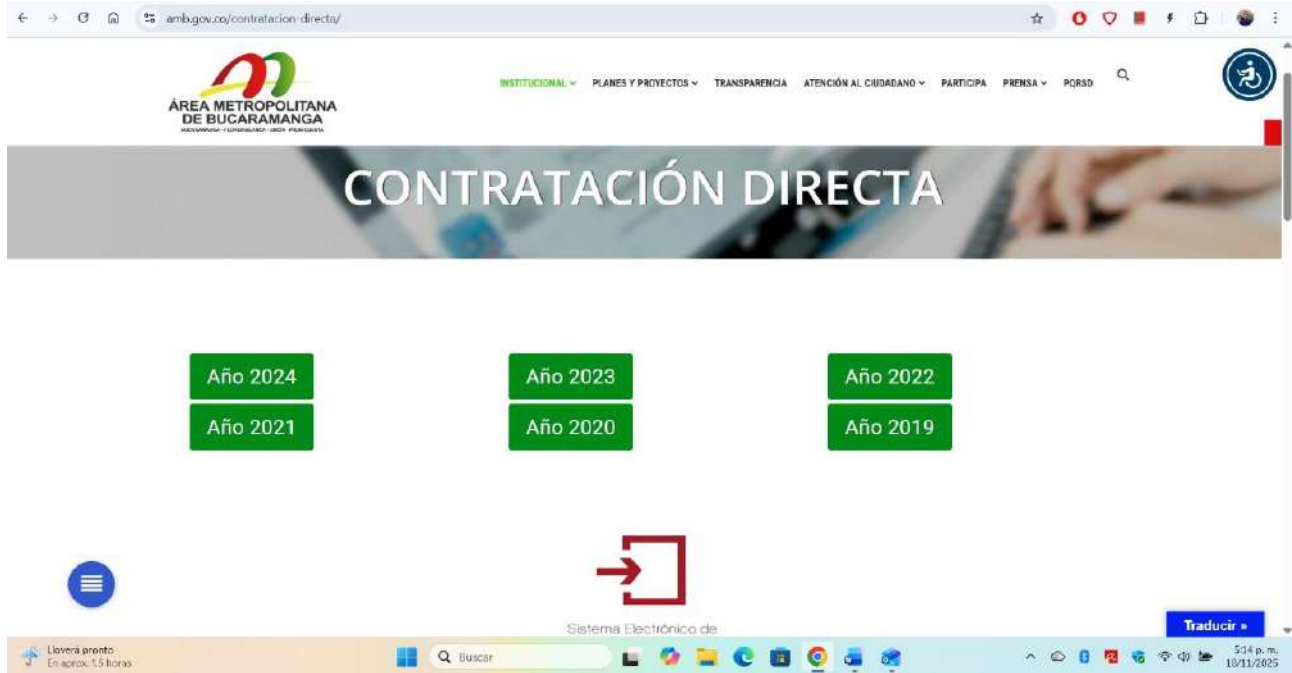 amb.gov.co/contratacion-directa/
ÁREA METROPOLITANA
DE BUCARAMANGA
INSTITUCIONAL
PLANES Y PROYECTOS
TRANSPARENCIA
ATENCIÓN AL CIUDADANO
PARTICIPA
PRENSA
PQRSD
CONTRATACIÓN DIRECTA
Año 2024
Año 2023
Año 2022
Año 2021
Año 2020
Año 2019
Sistema Electrónico de
Traducir »
Lloverá pronto
En aprox. 1.5 horas
Buscar
5:14 p. m.
18/11/2025